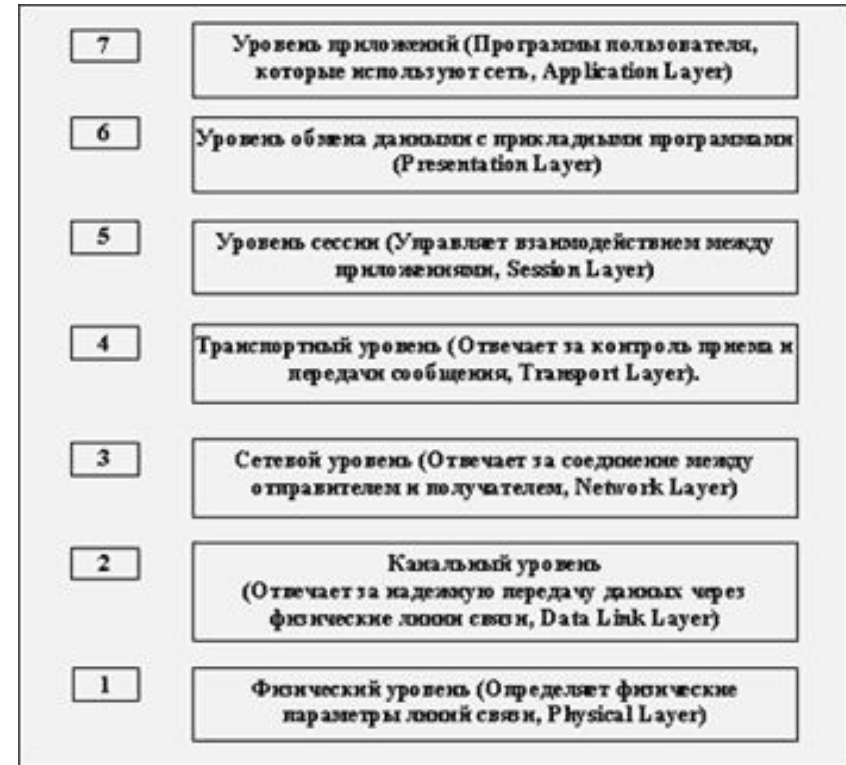 7
Уровень приложений (Программы пользователя,
которые используют сеть, Application Layer)
6
Уровень обмена данными с прикладными программами
(Presentation Layer)
5
Уровень сессии (Управляет взаимодействием между
приложениями, Session Layer)
4
Транспортный уровень (Отвечает за контроль приема и
передачи сообщения, Transport Layer).
3
Сетевой уровень (Отвечает за соединение между
отправителем и получателем, Network Layer)
2
Канальный уровень
(Отвечает за надежную передачу данных через
физические линии связи, Data Link Layer)
1
Физический уровень (Определяет физические
параметры линий связи, Physical Layer)